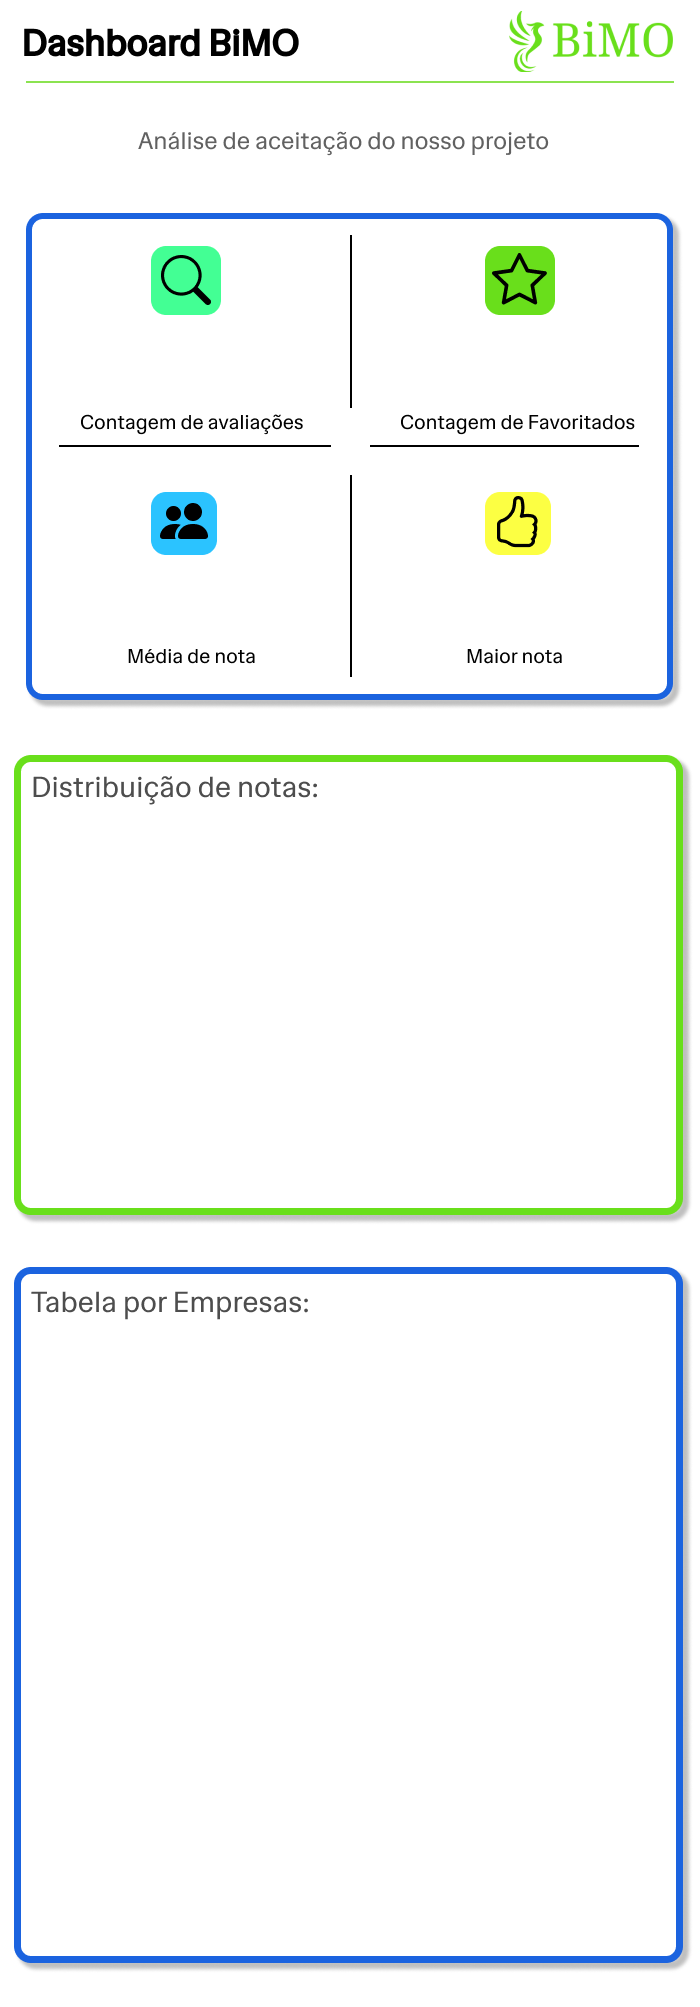 Dashboard BiMO
BiMO
Análise de aceitação do nosso projeto
Contagem de avaliações
Contagem de Favoritados
Média de nota
Maior nota
Distribuição de notas:
Tabela por Empresas: